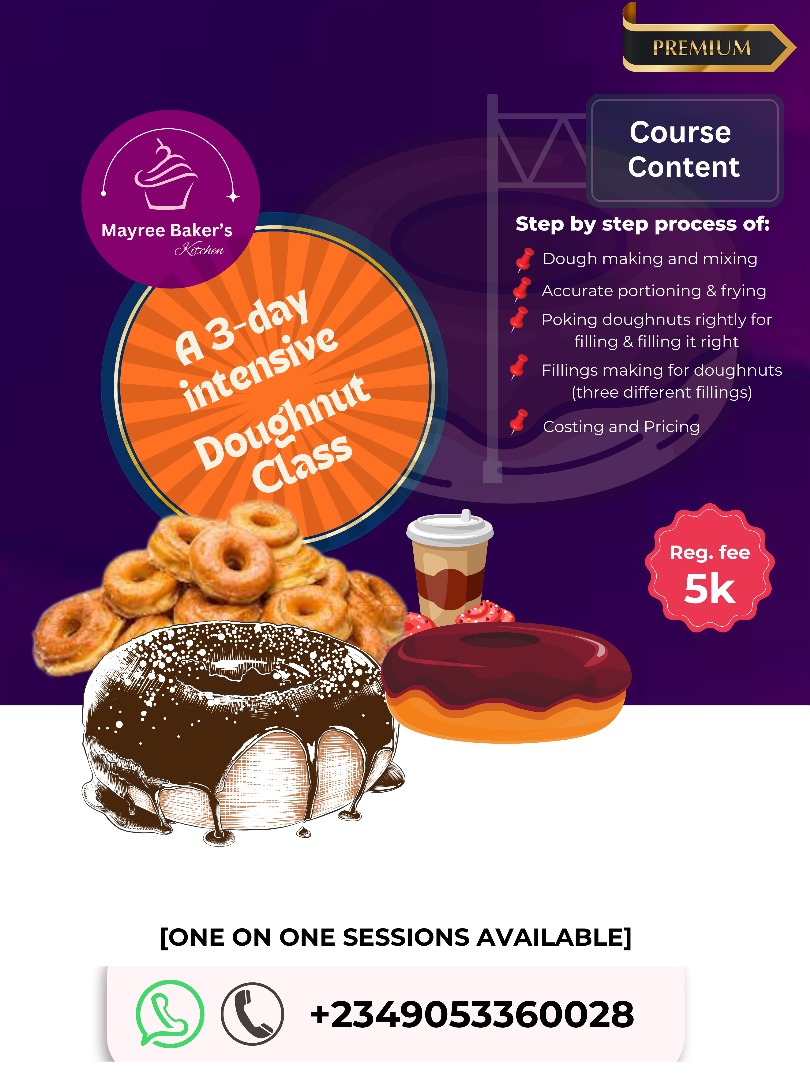 PREMIUM
Course
Content
Mayree Baker's
Kitchen
Step by step process of:
Dough making and mixing
Accurate portioning & frying
Poking doughnuts rightly for
filling & filling it right
Fillings making for doughnuts
(three different fillings)
Costing and Pricing
A 3-day
intensive
Doughnut
Class
Reg. fee
5k
[ONE ON ONE SESSIONS AVAILABLE]
+2349053360028